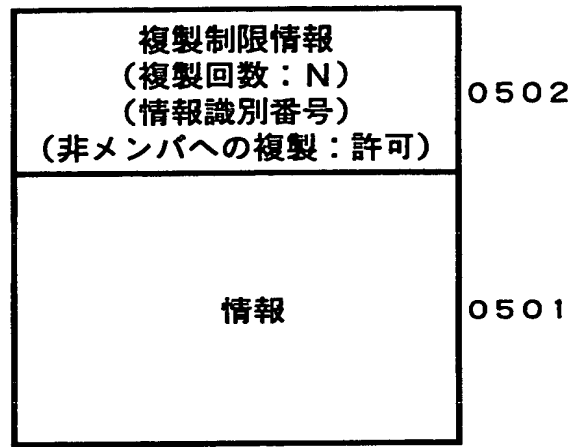 複製制限情報
(複製回数：N)
(情報識別番号)
(非メンバへの複製：許可)
0502
情報
0501